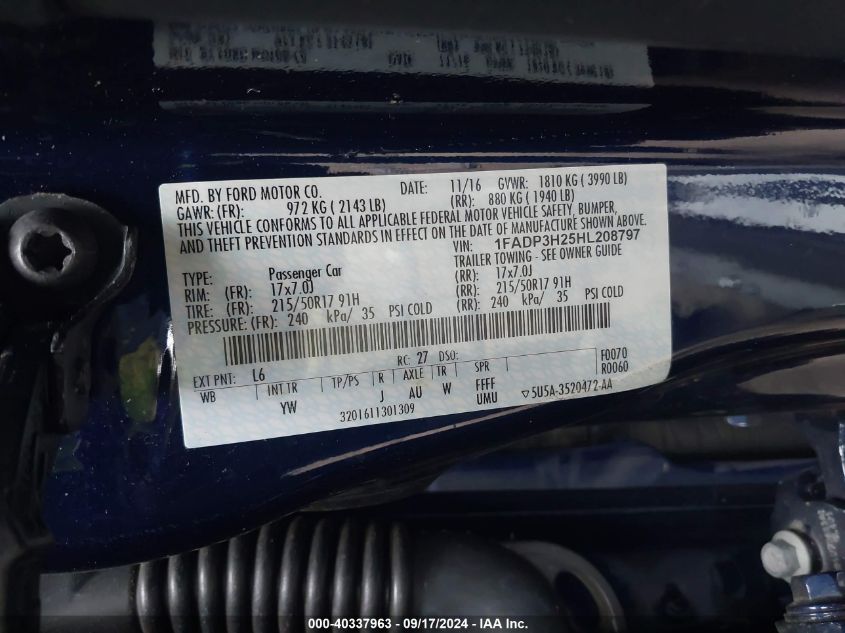 MFD. BY FORD MOTOR CO. DATE: 11/16 GVWR: 1810 KG ( 3990 LB)
GAWR: (FR): 972 KG ( 2143 LB) (RR): 880 KG ( 1940 LB)
THIS VEHICLE CONFORMS TO ALL APPLICABLE FEDERAL MOTOR VEHICLE SAFETY, BUMPER,
AND THEFT PREVENTION STANDARDS IN EFFECT ON THE DATE OF MANUFACTURE SHOWN ABOVE.
VIN: 1FADP3H25HL208797
TYPE: Passenger Car TRAILER TOWING - SEE OWNER GUIDE
RIM: (FR): 17x7.0J (RR): 17x7.0J
TIRE: (FR): 215/50R17 91H (RR): 215/50R17 91H
PRESSURE: (FR): 240 kPa/ 35 PSI COLD (RR): 240 kPa/ 35 PSI COLD
EXT PNT: L6 RC: 27 DSO: F0070
WB INT TR TP/PS R AXLE TR SPR R0060
YW J AU W FFFF
3201611301309 UMU ▽5U5A-3520472-AA
000-40337963 - 09/17/2024 - IAA Inc.